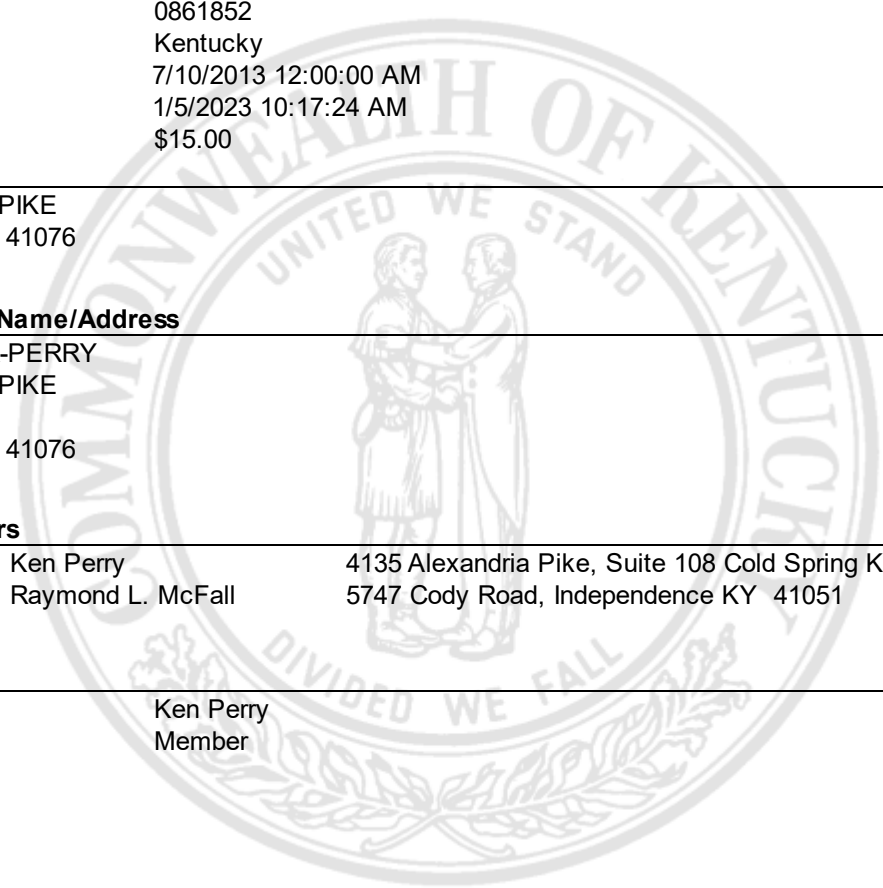 0861852
Kentucky
7/10/2013 12:00:00 AM
1/5/2023 10:17:24 AM
$15.00
PIKE
41076
Name/Address
-PERRY
PIKE
41076
rs
Ken Perry 4135 Alexandria Pike, Suite 108 Cold Spring K
Raymond L. McFall 5747 Cody Road, Independence KY 41051
Ken Perry
Member
COMMONWEALTH OF KENTUCKY
UNITED WE STAND
DIVIDED WE FALL